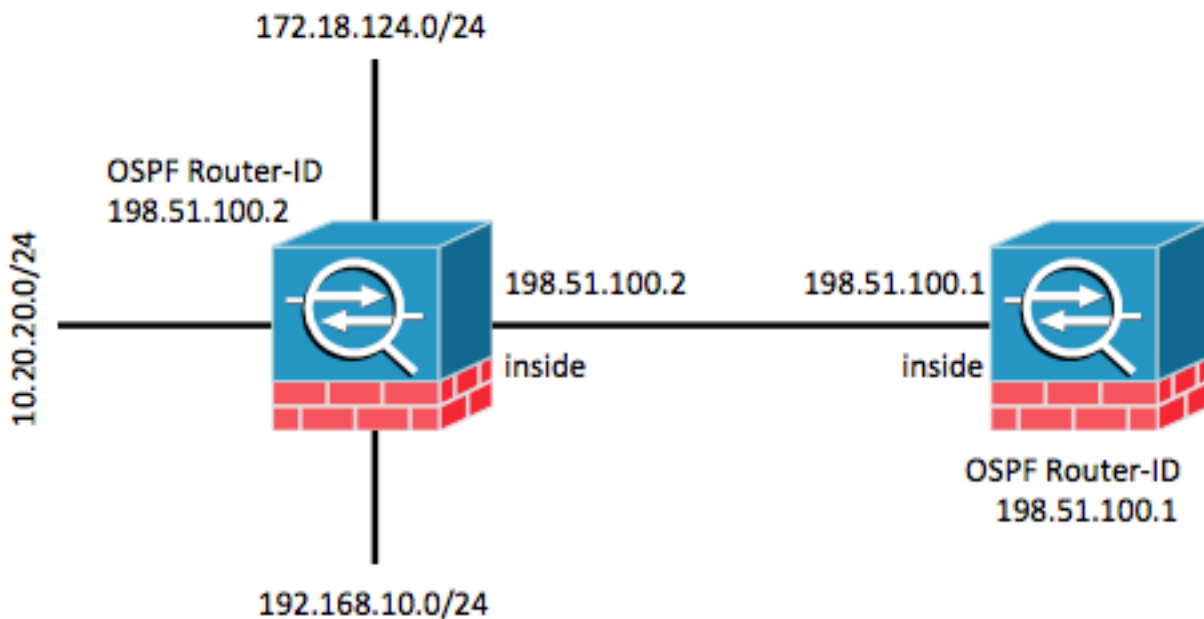 172.18.124.0/24
OSPF Router-ID
198.51.100.2
10.20.20.0/24
198.51.100.2
198.51.100.1
inside
inside
OSPF Router-ID
198.51.100.1
192.168.10.0/24